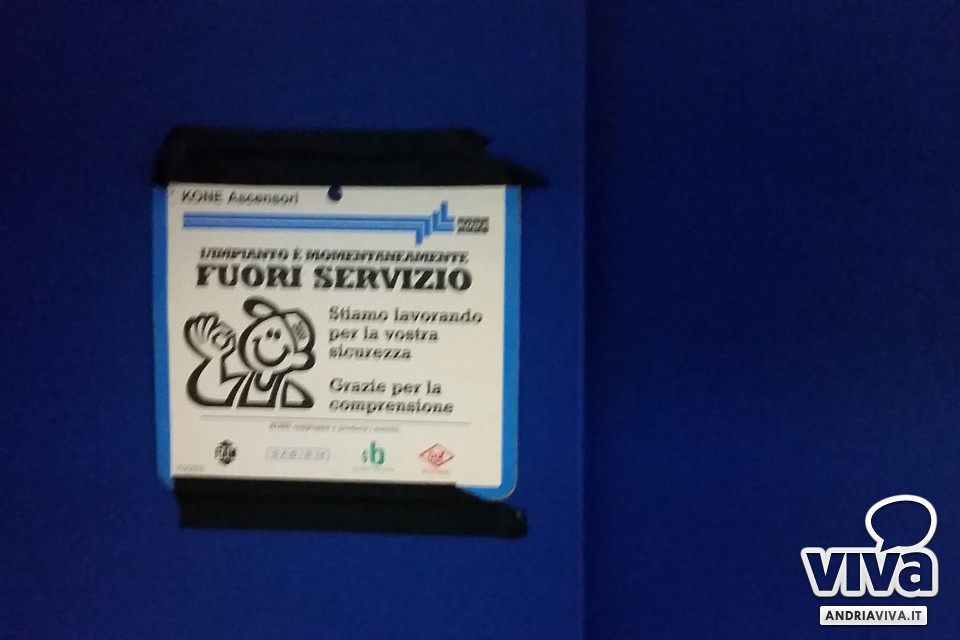 KONE Ascensori
L'IMPIANTO È MOMENTANEAMENTE
FUORI SERVIZIO
Stiamo lavorando
per la vostra
sicurezza
Grazie per la
comprensione
SABIEM
viva
ANDRIAVIVA.IT